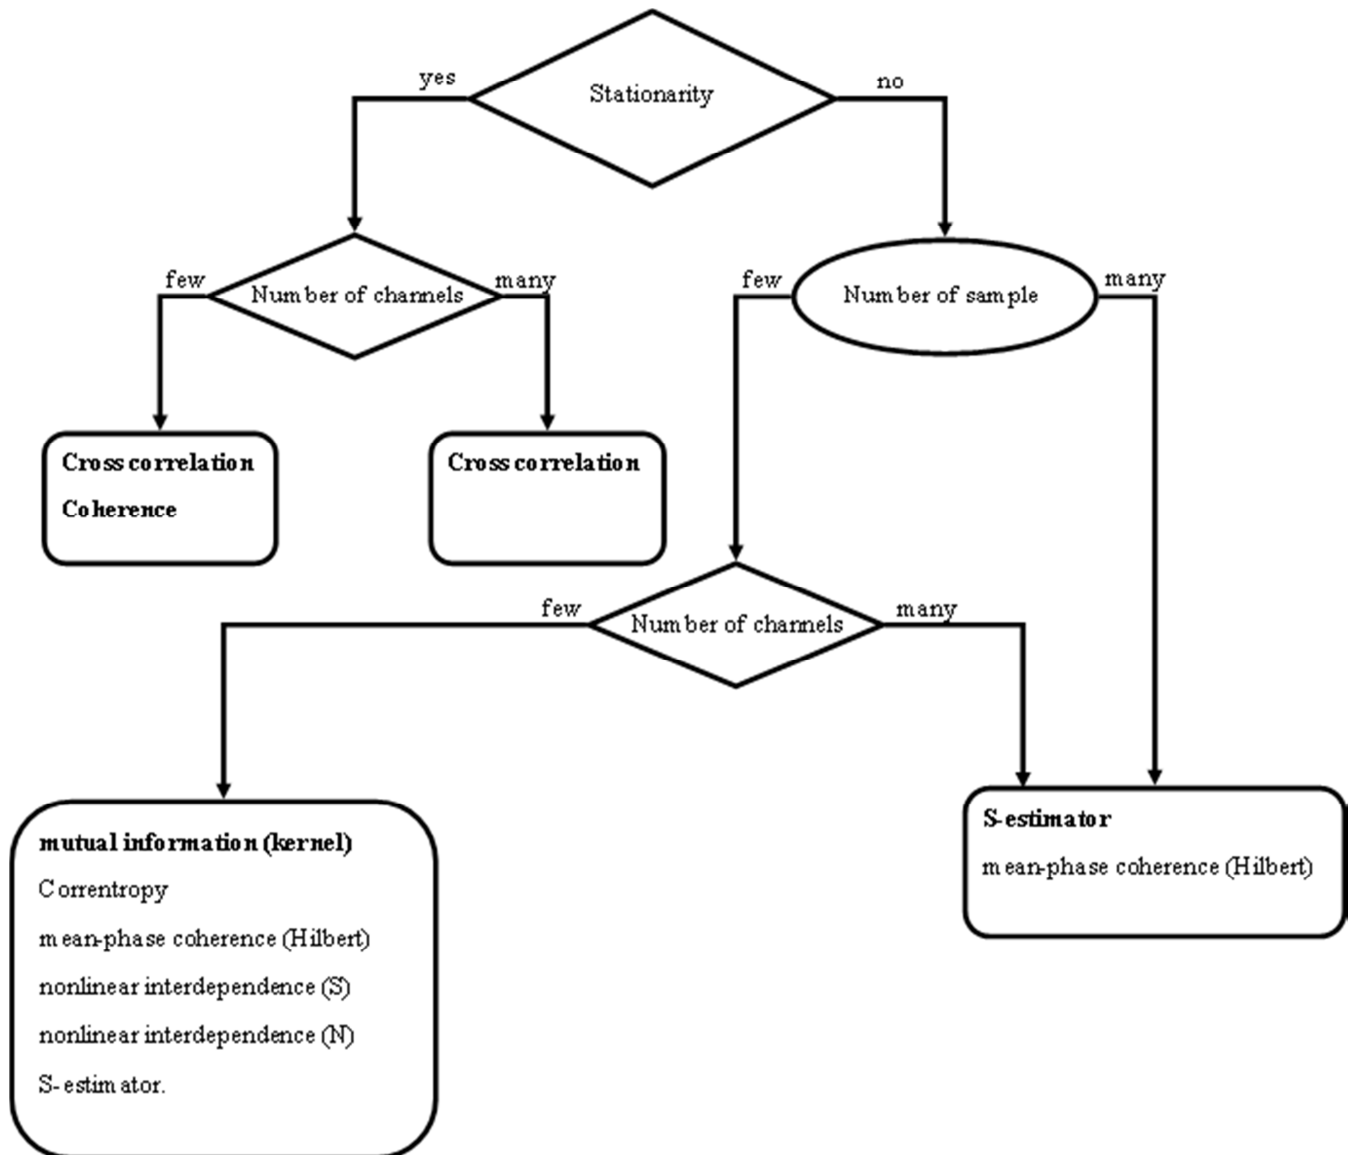 Stationarity
yes
no
few
Number of channels
many
few
Number of sample
many
Cross correlation
Coherence
Cross correlation
few
Number of channels
many
mutual information (kernel)
Correntropy
mean-phase coherence (Hilbert)
nonlinear interdependence (S)
nonlinear interdependence (N)
S-estimator.
S-estimator
mean-phase coherence (Hilbert)